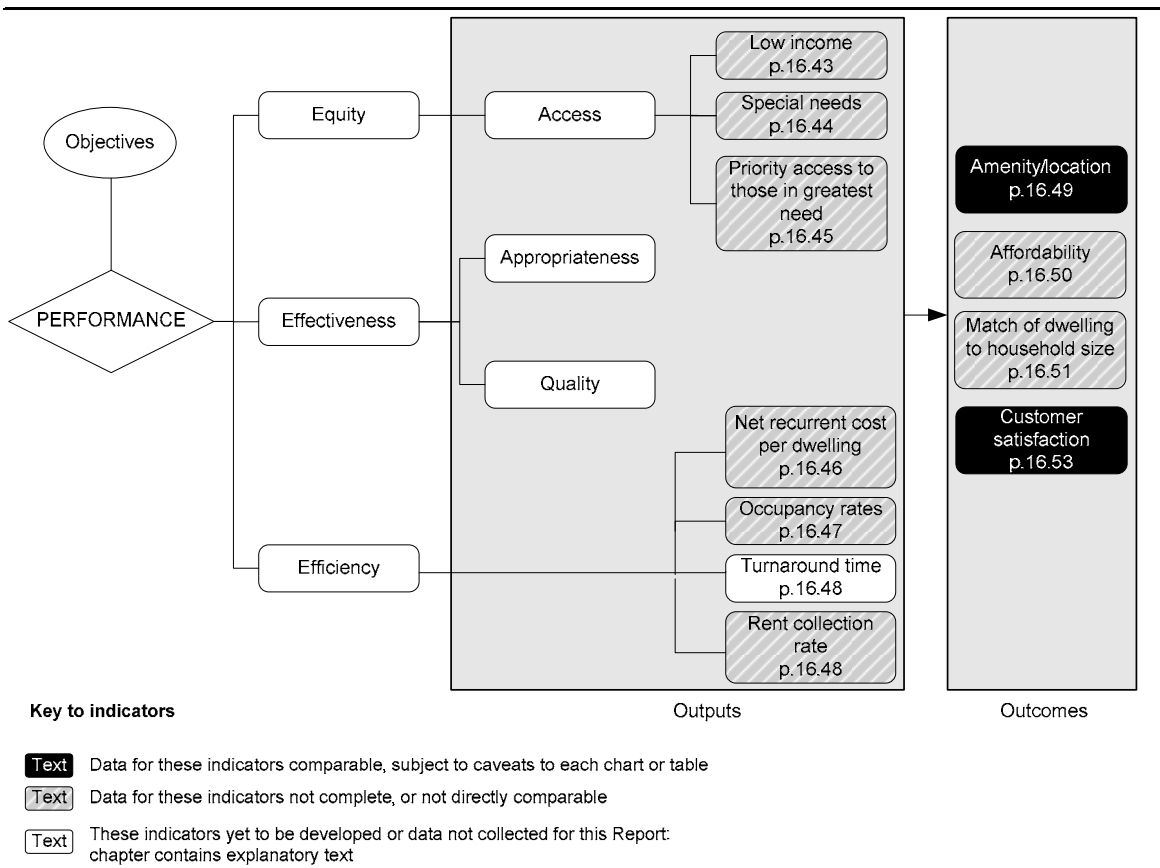 Objectives
PERFORMANCE
Equity
Effectiveness
Efficiency
Access
Appropriateness
Quality
Low income
p.16.43
Special needs
p.16.44
Priority access to
those in greatest
need
p.16.45
Net recurrent cost
per dwelling
p.16.46
Occupancy rates
p.16.47
Turnaround time
p.16.48
Rent collection
rate
p.16.48
Amenity/location
p.16.49
Affordability
p.16.50
Match of dwelling
to household size
p.16.51
Customer
satisfaction
p.16.53
Outputs
Outcomes
Key to indicators
Text Data for these indicators comparable, subject to caveats to each chart or table
Text Data for these indicators not complete, or not directly comparable
Text These indicators yet to be developed or data not collected for this Report:
chapter contains explanatory text